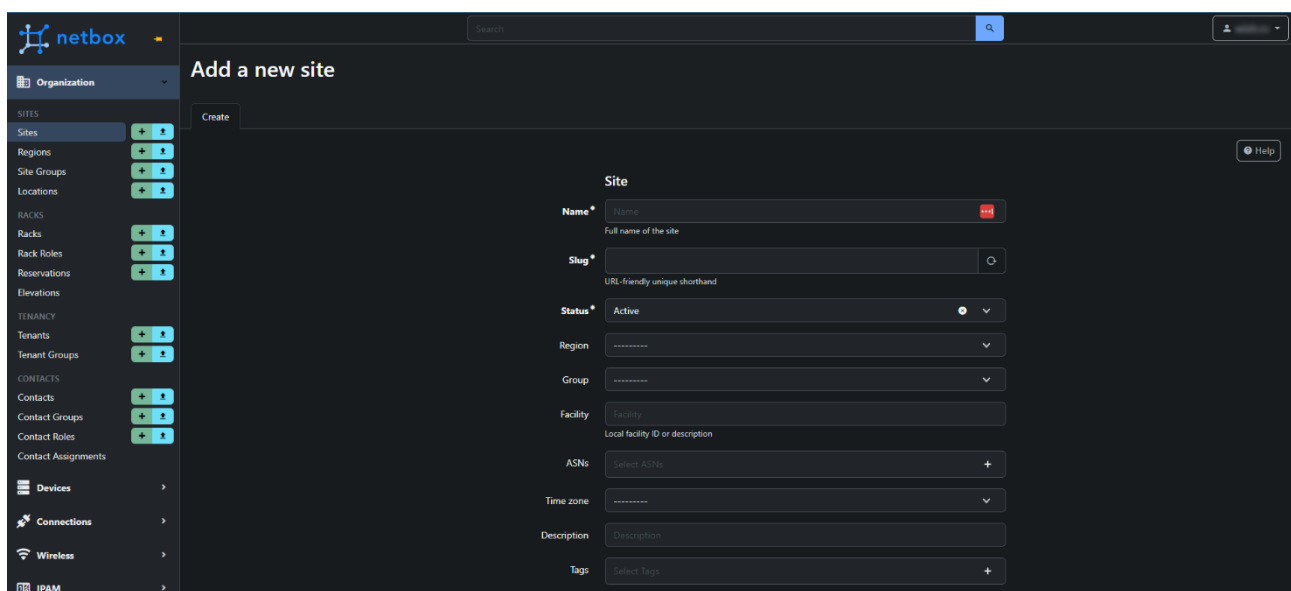 netbox
Search
Organization
Add a new site
Create
Help
SITES
Sites
Regions
Site Groups
Locations
RACKS
Racks
Rack Roles
Reservations
Elevations
TENANCY
Tenants
Tenant Groups
CONTACTS
Contacts
Contact Groups
Contact Roles
Contact Assignments
Devices
Connections
Wireless
IPAM
Site
Name*
Name
Full name of the site
Slug*
URL-friendly unique shorthand
Status*
Active
Region
---------
Group
---------
Facility
Facility
Local facility ID or description
ASNs
Select ASNs
Time zone
---------
Description
Description
Tags
Select Tags